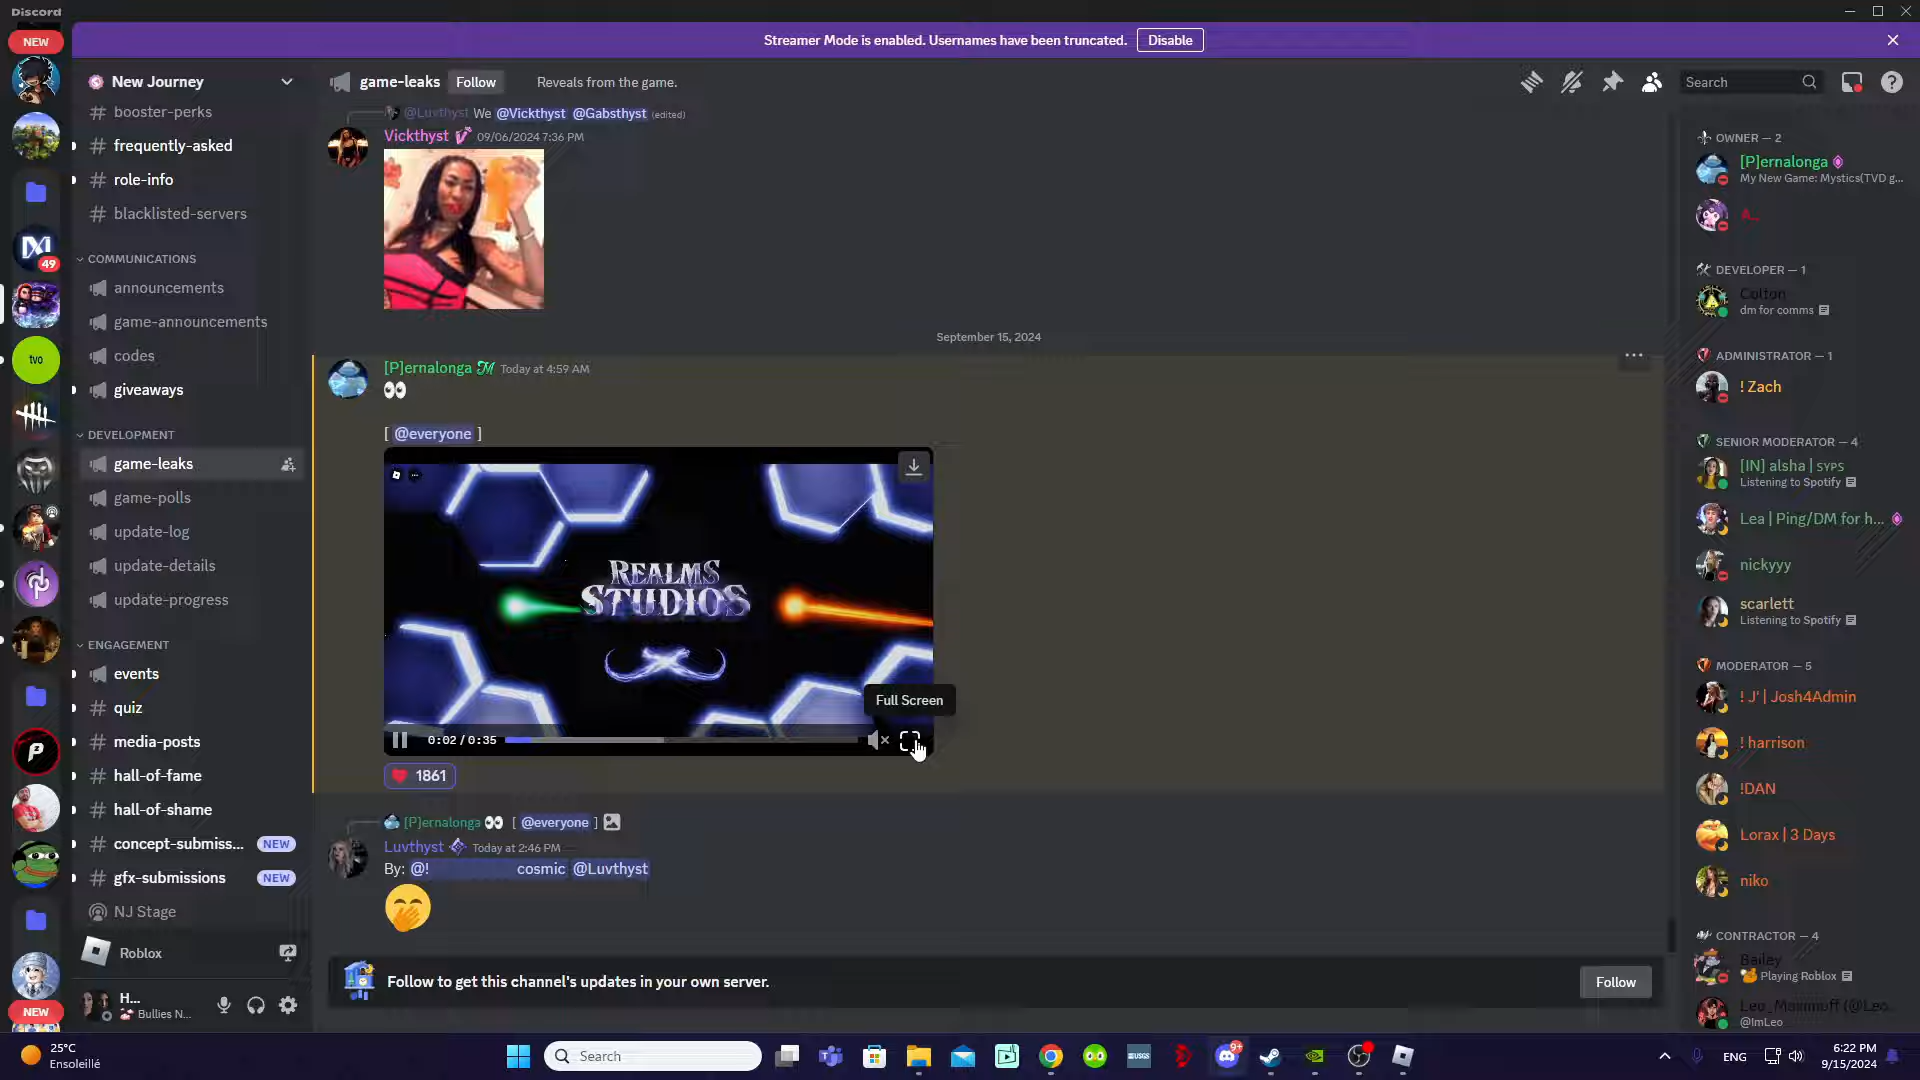 Discord
NEW
Streamer Mode is enabled. Usernames have been truncated.
Disable
New Journey
booster-perks
frequently-asked
role-info
blacklisted-servers
COMMUNICATIONS
announcements
game-announcements
codes
giveaways
DEVELOPMENT
game-leaks
game-polls
update-log
update-details
update-progress
ENGAGEMENT
events
quiz
media-posts
hall-of-fame
hall-of-shame
concept-submiss... NEW
gfx-submissions NEW
NJ Stage
Roblox
H...
Bullies N...
49
tvo
NEW
game-leaks Follow Reveals from the game.
Search
@Luvthyst We @Vickthyst @Gabsthyst (edited)
Vickthyst 09/06/2024 7:36 PM
September 15, 2024
[P]ernalonga Today at 4:59 AM
[ @everyone ]
REALMS
STUDIOS
Full Screen
0:02 / 0:35
1861
[P]ernalonga [ @everyone ]
Luvthyst Today at 2:46 PM
By: @! cosmic @Luvthyst
Follow to get this channel's updates in your own server.
Follow
OWNER — 2
[P]ernalonga
My New Game: Mystics(TVD g...
A..
DEVELOPER — 1
Colton
dm for comms
ADMINISTRATOR — 1
! Zach
SENIOR MODERATOR — 4
[IN] alsha | SYPS
Listening to Spotify
Lea | Ping/DM for h...
nickyyy
scarlett
Listening to Spotify
MODERATOR — 5
! J' | Josh4Admin
! harrison
!DAN
Lorax | 3 Days
niko
CONTRACTOR — 4
Bailey
Playing Roblox
Leo_Mammoff (@Leo...
@ImLeo
25°C
Ensoleillé
Search
USGS
9+
ENG
6:22 PM
9/15/2024